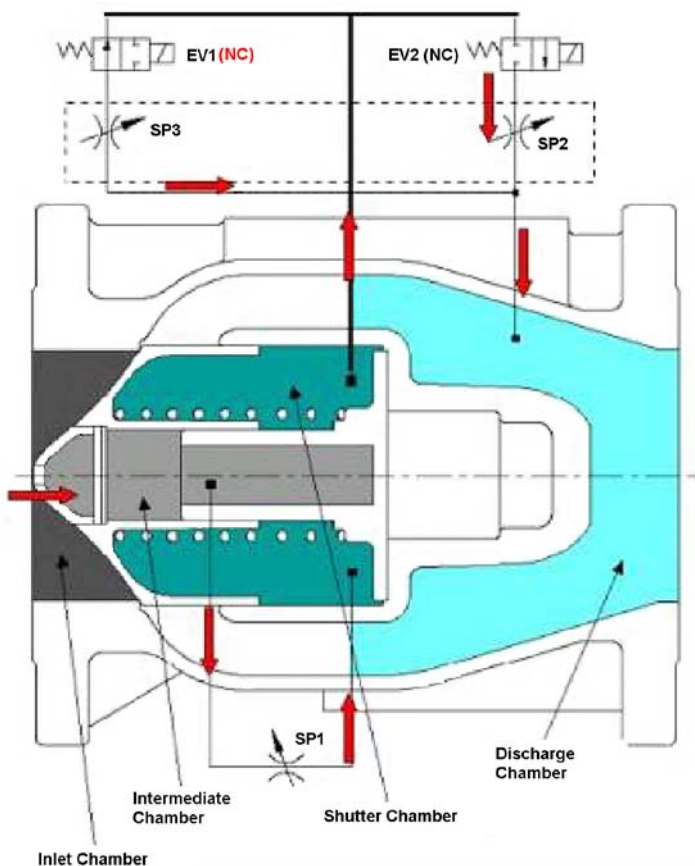 EV1 (NC)
EV2 (NC)
SP3
SP2
SP1
Discharge
Chamber
Intermediate
Chamber
Shutter Chamber
Inlet Chamber